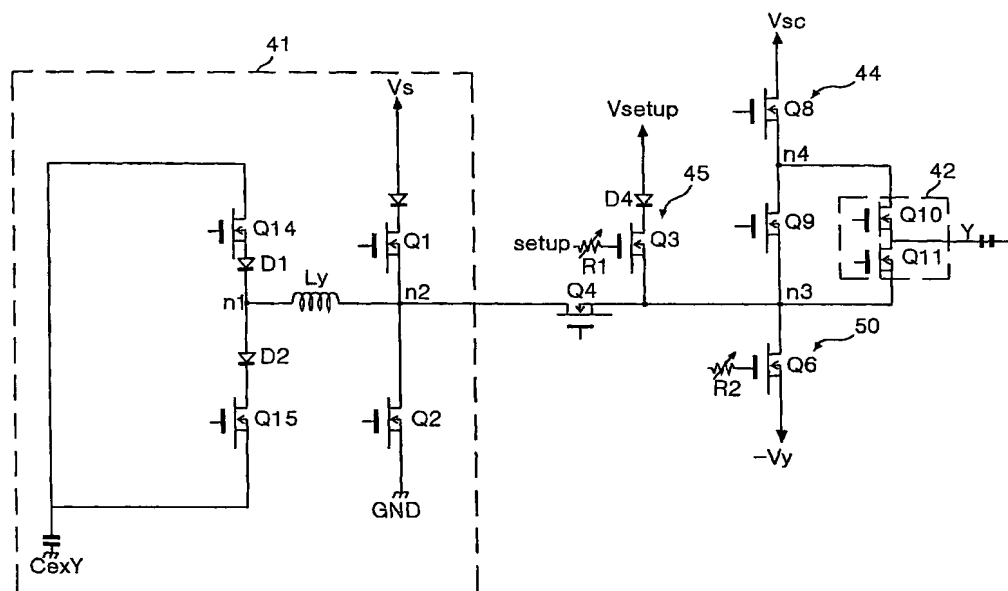 41
Vs
Vsc
Q8
44
Vsetup
n4
45
42
D4
Q14
Q1
setup
R1
Q3
Q9
Q10
Y
Q11
D1
Ly
n1
n2
Q4
n3
D2
50
R2
Q6
Q15
Q2
GND
-Vy
CexY